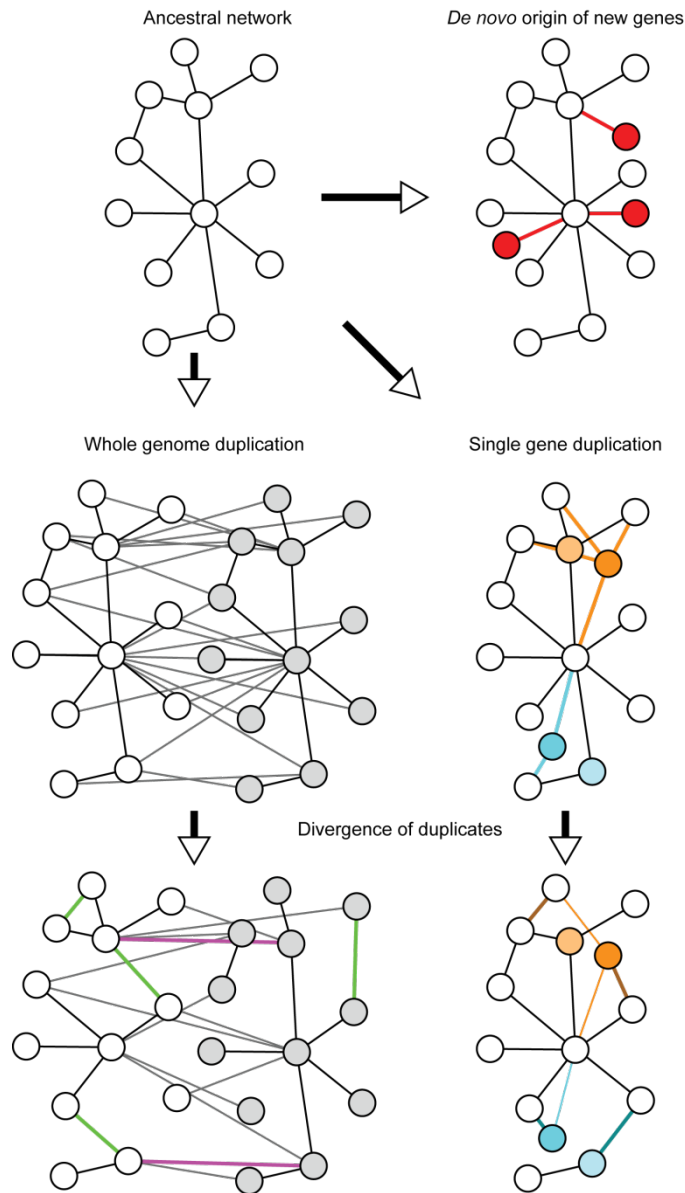 Ancestral network
De novo origin of new genes
Whole genome duplication
Single gene duplication
Divergence of duplicates